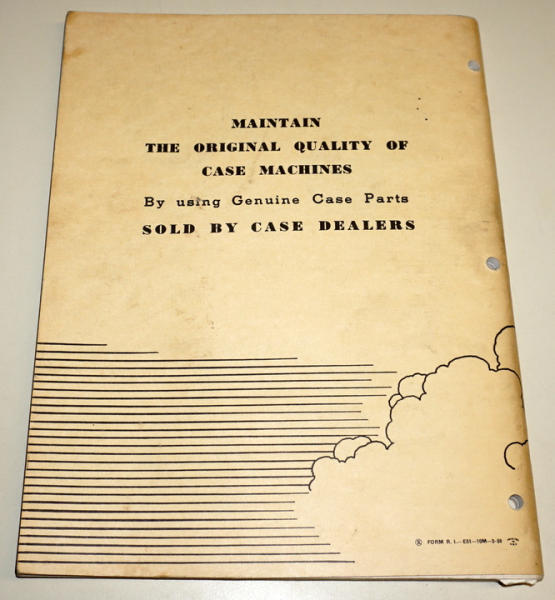 MAINTAIN
THE ORIGINAL QUALITY OF
CASE MACHINES
By using Genuine Case Parts
SOLD BY CASE DEALERS
FORM R. I.